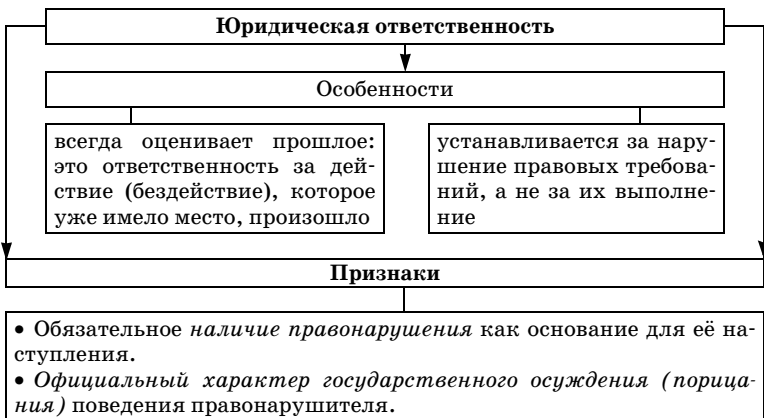 Юридическая ответственность
Особенности
всегда оценивает прошлое:
это ответственность за дей-
ствие (бездействие), которое
уже имело место, произошло
устанавливается за нару-
шение правовых требова-
ний, а не за их выполне-
ние
Признаки
• Обязательное наличие правонарушения как основание для её на-
ступления.
• Официальный характер государственного осуждения (порица-
ния) поведения правонарушителя.